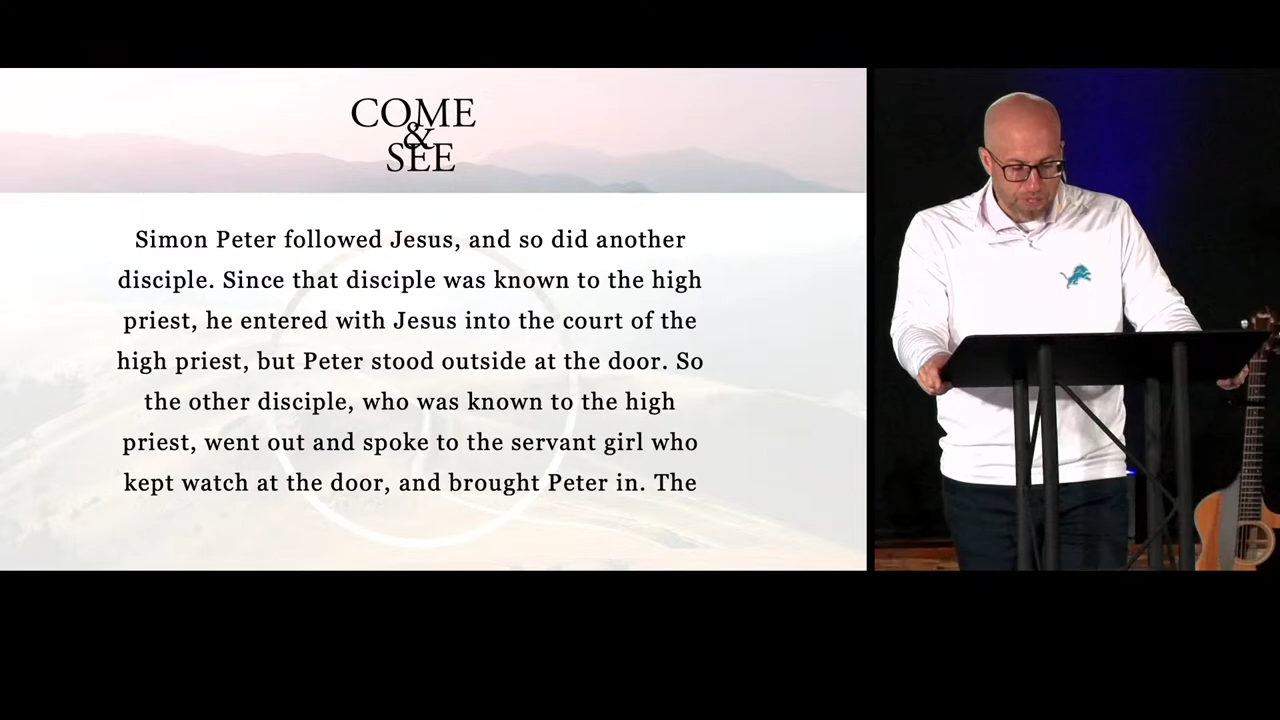 COME
&
SEE
Simon Peter followed Jesus, and so did another
disciple. Since that disciple was known to the high
priest, he entered with Jesus into the court of the
high priest, but Peter stood outside at the door. So
the other disciple, who was known to the high
priest, went out and spoke to the servant girl who
kept watch at the door, and brought Peter in. The